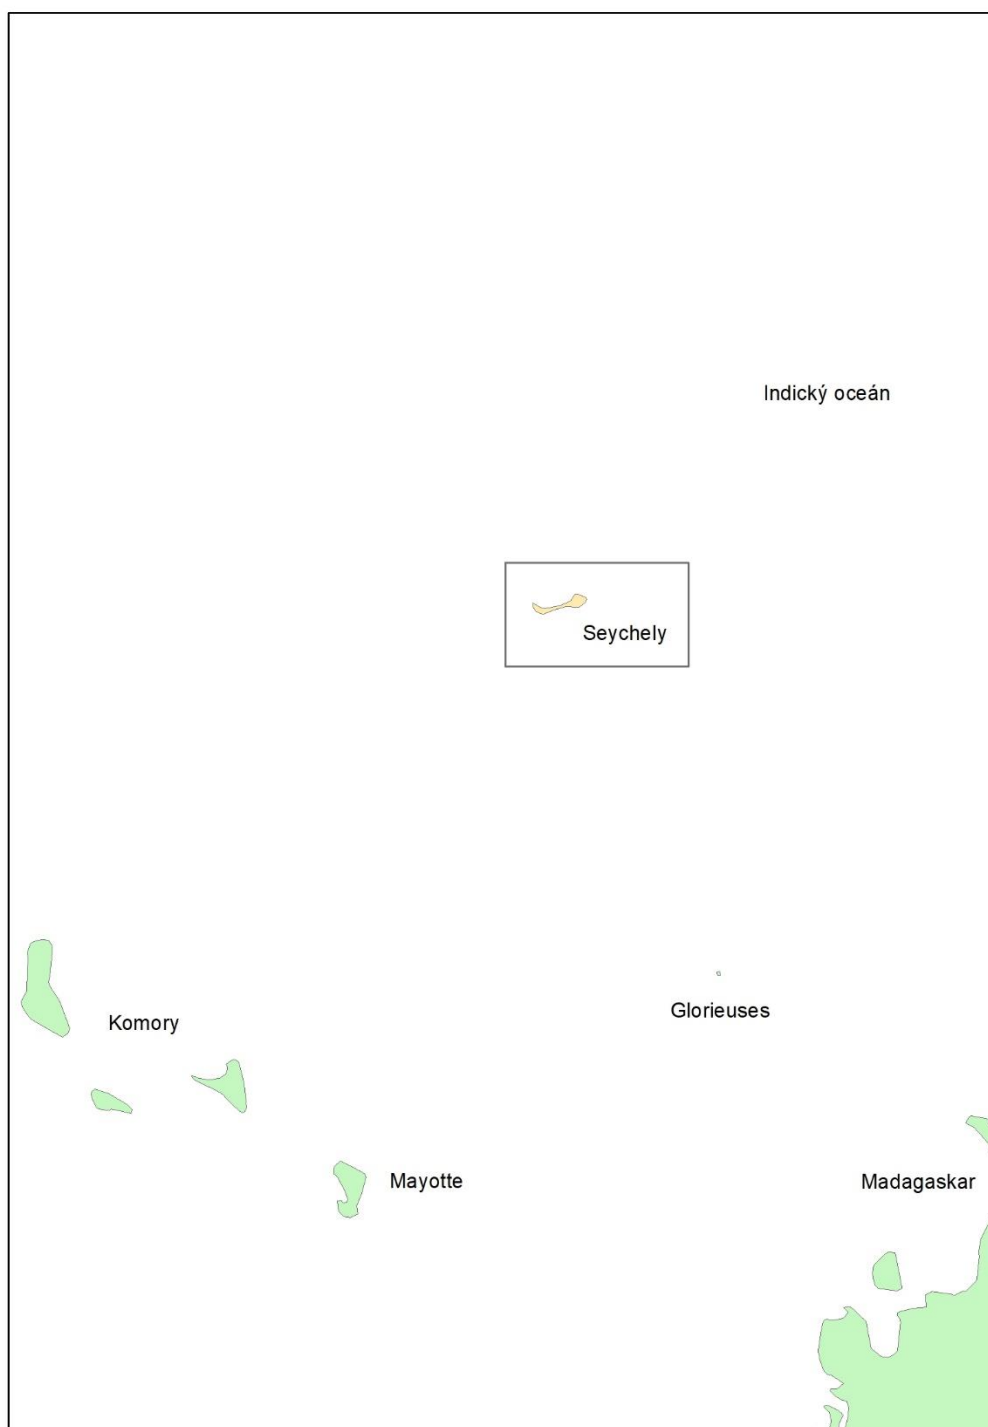 Indický oceán
Seychely
Glorieuses
Komory
Mayotte
Madagaskar